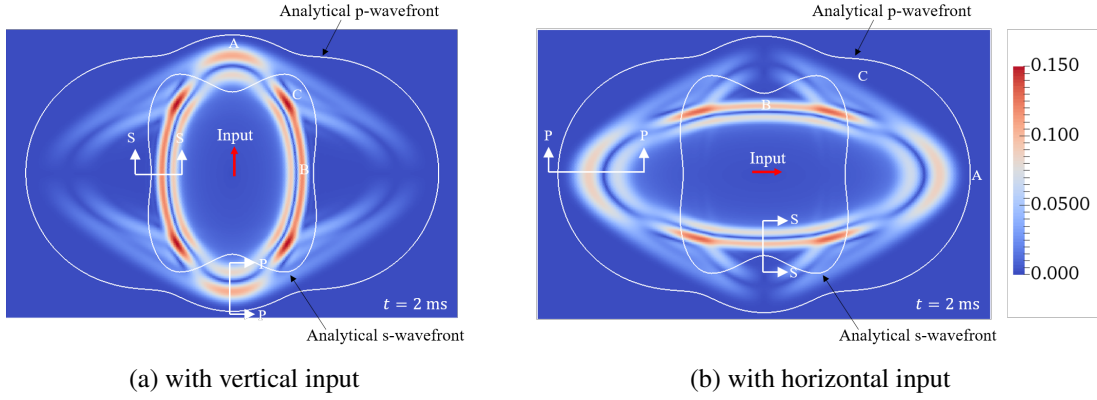 Analytical p-wavefront
A
C
S
S
Input
B
P
P
t = 2 ms
Analytical s-wavefront
(a) with vertical input
Analytical p-wavefront
C
B
P
P
Input
A
S
S
t = 2 ms
Analytical s-wavefront
(b) with horizontal input
0.150
0.100
0.0500
0.000